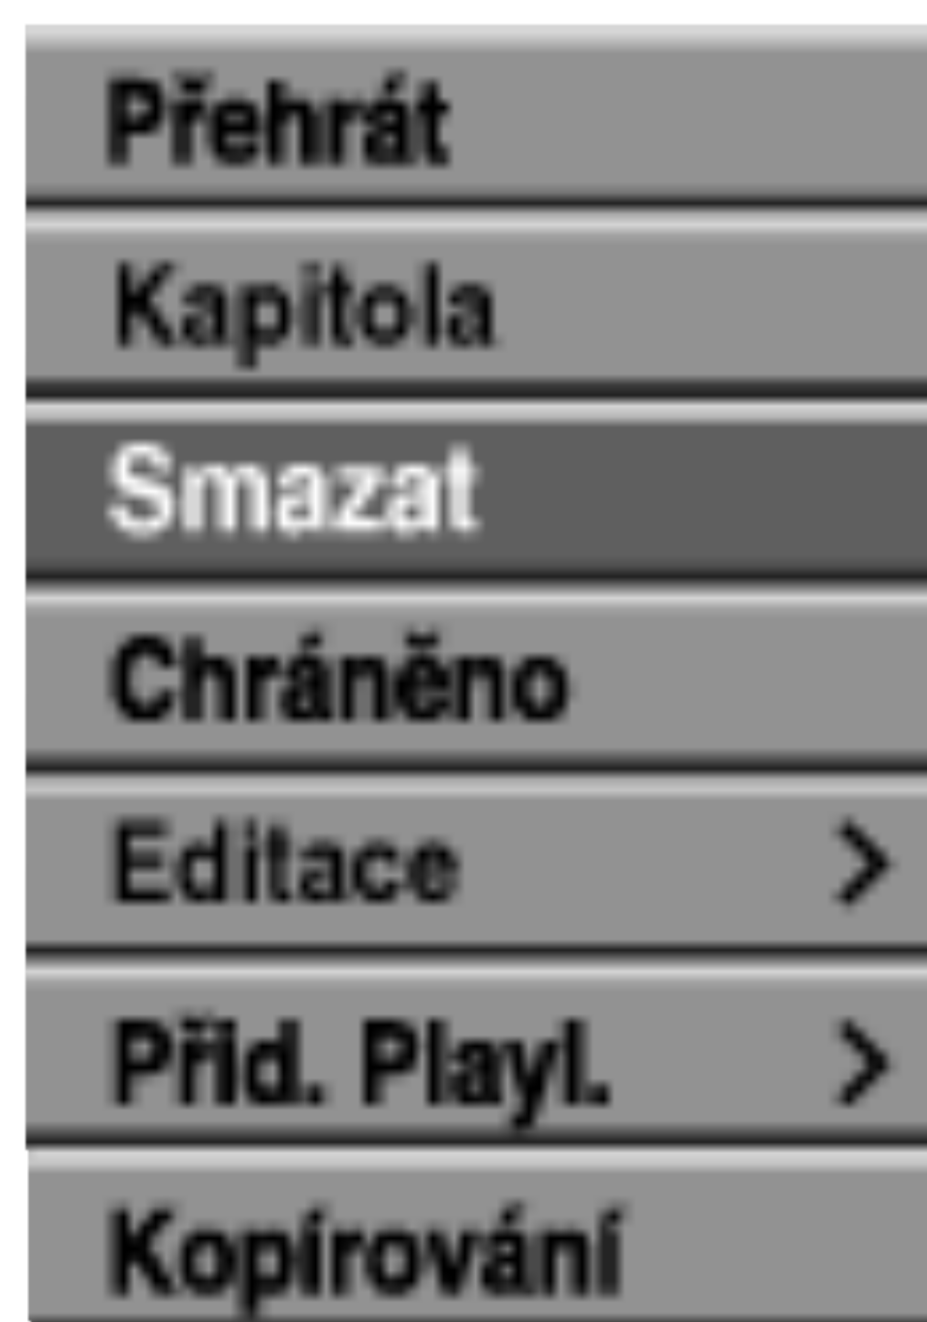 Přehrát
Kapitola
Smazat
Chráněno
Editace
Přid. Playl.
Kopírování